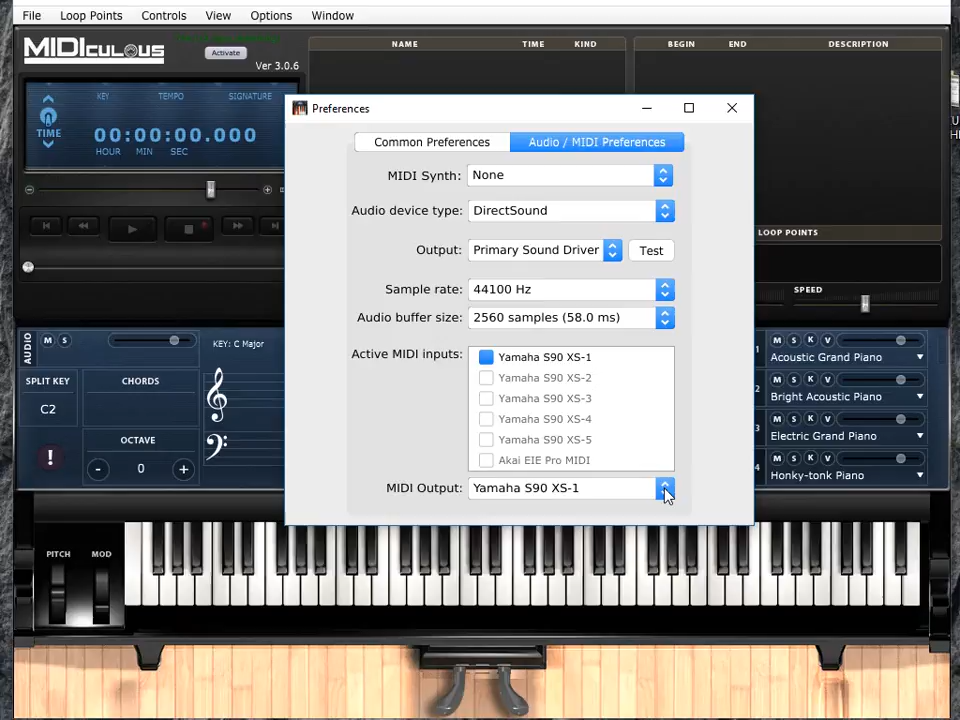 File Loop Points Controls View Options Window
MIDIculous
Activate
Ver 3.0.6
NAME TIME KIND
BEGIN END DESCRIPTION
KEY TEMPO SIGNATURE
TIME
00:00:00.000
HOUR MIN SEC
Preferences
Common Preferences Audio / MIDI Preferences
MIDI Synth: None
Audio device type: DirectSound
Output: Primary Sound Driver Test
Sample rate: 44100 Hz
Audio buffer size: 2560 samples (58.0 ms)
Active MIDI inputs: Yamaha S90 XS-1
Yamaha S90 XS-2
Yamaha S90 XS-3
Yamaha S90 XS-4
Yamaha S90 XS-5
Akai EIE Pro MIDI
MIDI Output: Yamaha S90 XS-1
LOOP POINTS
SPEED
AUDIO
M S
KEY: C Major
SPLIT KEY
C2
CHORDS
OCTAVE
- 0 +
!
1 M S K V
Acoustic Grand Piano
2 M S K V
Bright Acoustic Piano
3 M S K V
Electric Grand Piano
4 M S K V
Honky-tonk Piano
PITCH MOD